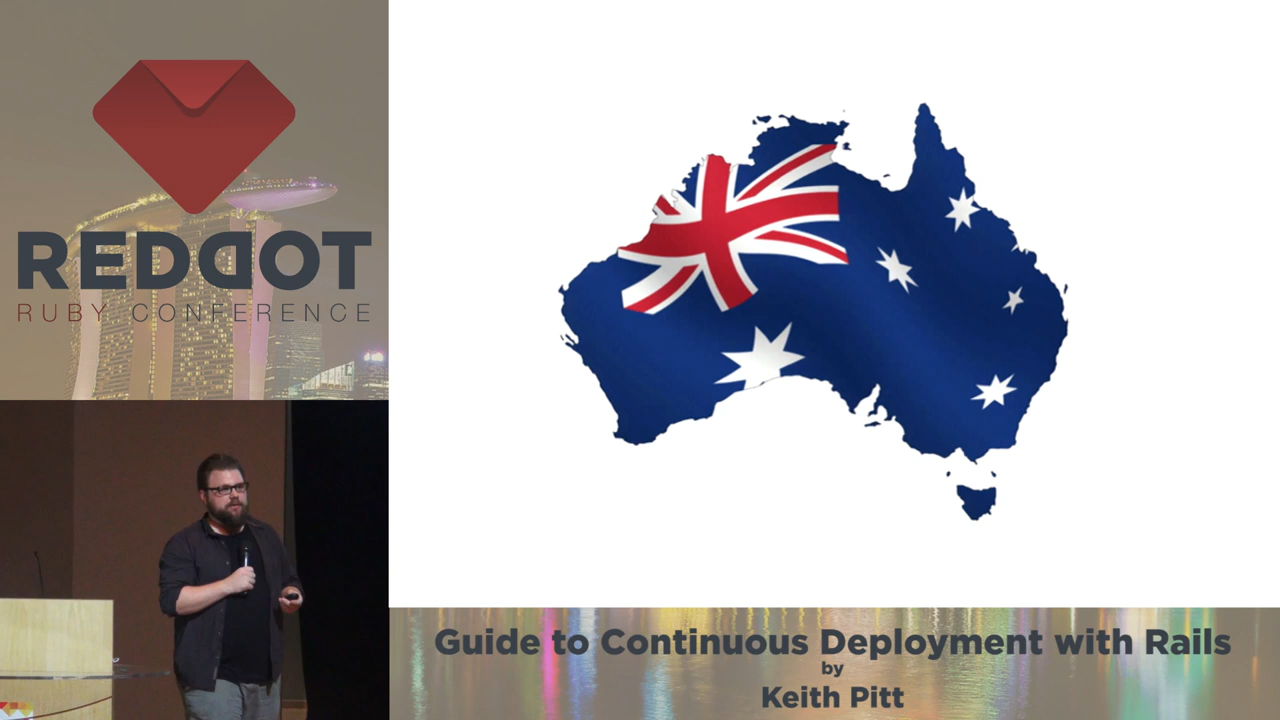 REDDOT
RUBY CONFERENCE
Guide to Continuous Deployment with Rails
by
Keith Pitt